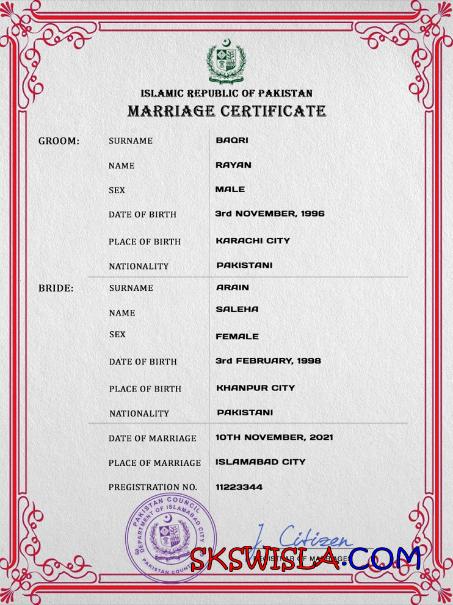 ISLAMIC REPUBLIC OF PAKISTAN
MARRIAGE CERTIFICATE
GROOM: SURNAME BAQRI
NAME RAYAN
SEX MALE
DATE OF BIRTH 3rd NOVEMBER, 1996
PLACE OF BIRTH KARACHI CITY
NATIONALITY PAKISTANI
BRIDE: SURNAME ARAIN
NAME SALEHA
SEX FEMALE
DATE OF BIRTH 3rd FEBRUARY, 1998
PLACE OF BIRTH KHANPUR CITY
NATIONALITY PAKISTANI
DATE OF MARRIAGE 10TH NOVEMBER, 2021
PLACE OF MARRIAGE ISLAMABAD CITY
PREGISTRATION NO. 11223344
PAKISTAN COUNCIL
DEPARTMENT OF ISLAMABAD CITY
PAKISTAN COUNCIL
J. Citizen
SKSWISLA.COM